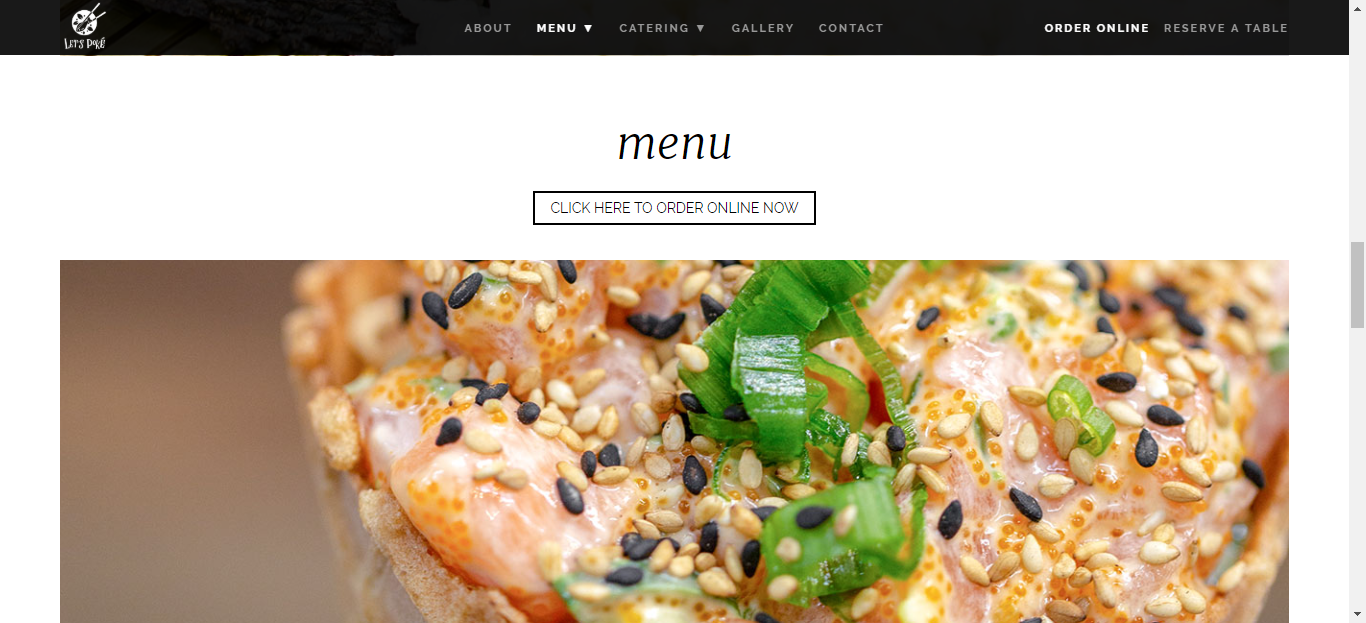 LET'S POKÉ
ABOUT MENU ▼ CATERING ▼ GALLERY CONTACT ORDER ONLINE RESERVE A TABLE
menu
CLICK HERE TO ORDER ONLINE NOW